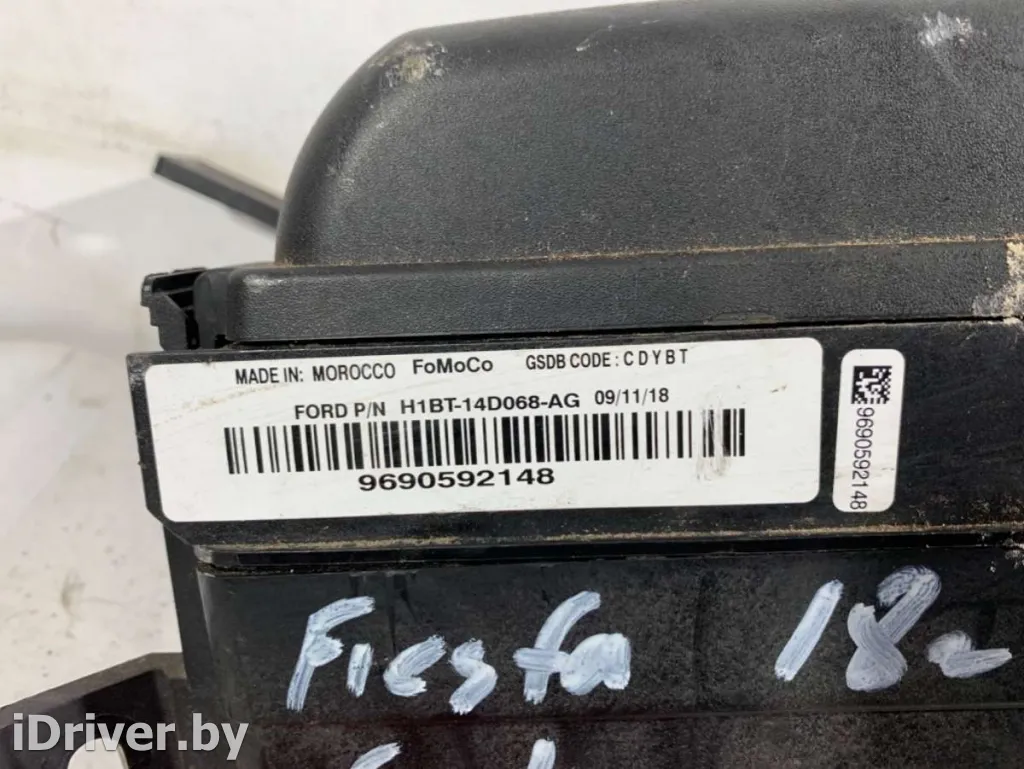 MADE IN: MOROCCO FoMoCo GSDB CODE: C D Y B T
FORD P/N H1BT-14D068-AG 09/11/18
9690592148
9690592148
Fiesta 18
iDriver.by